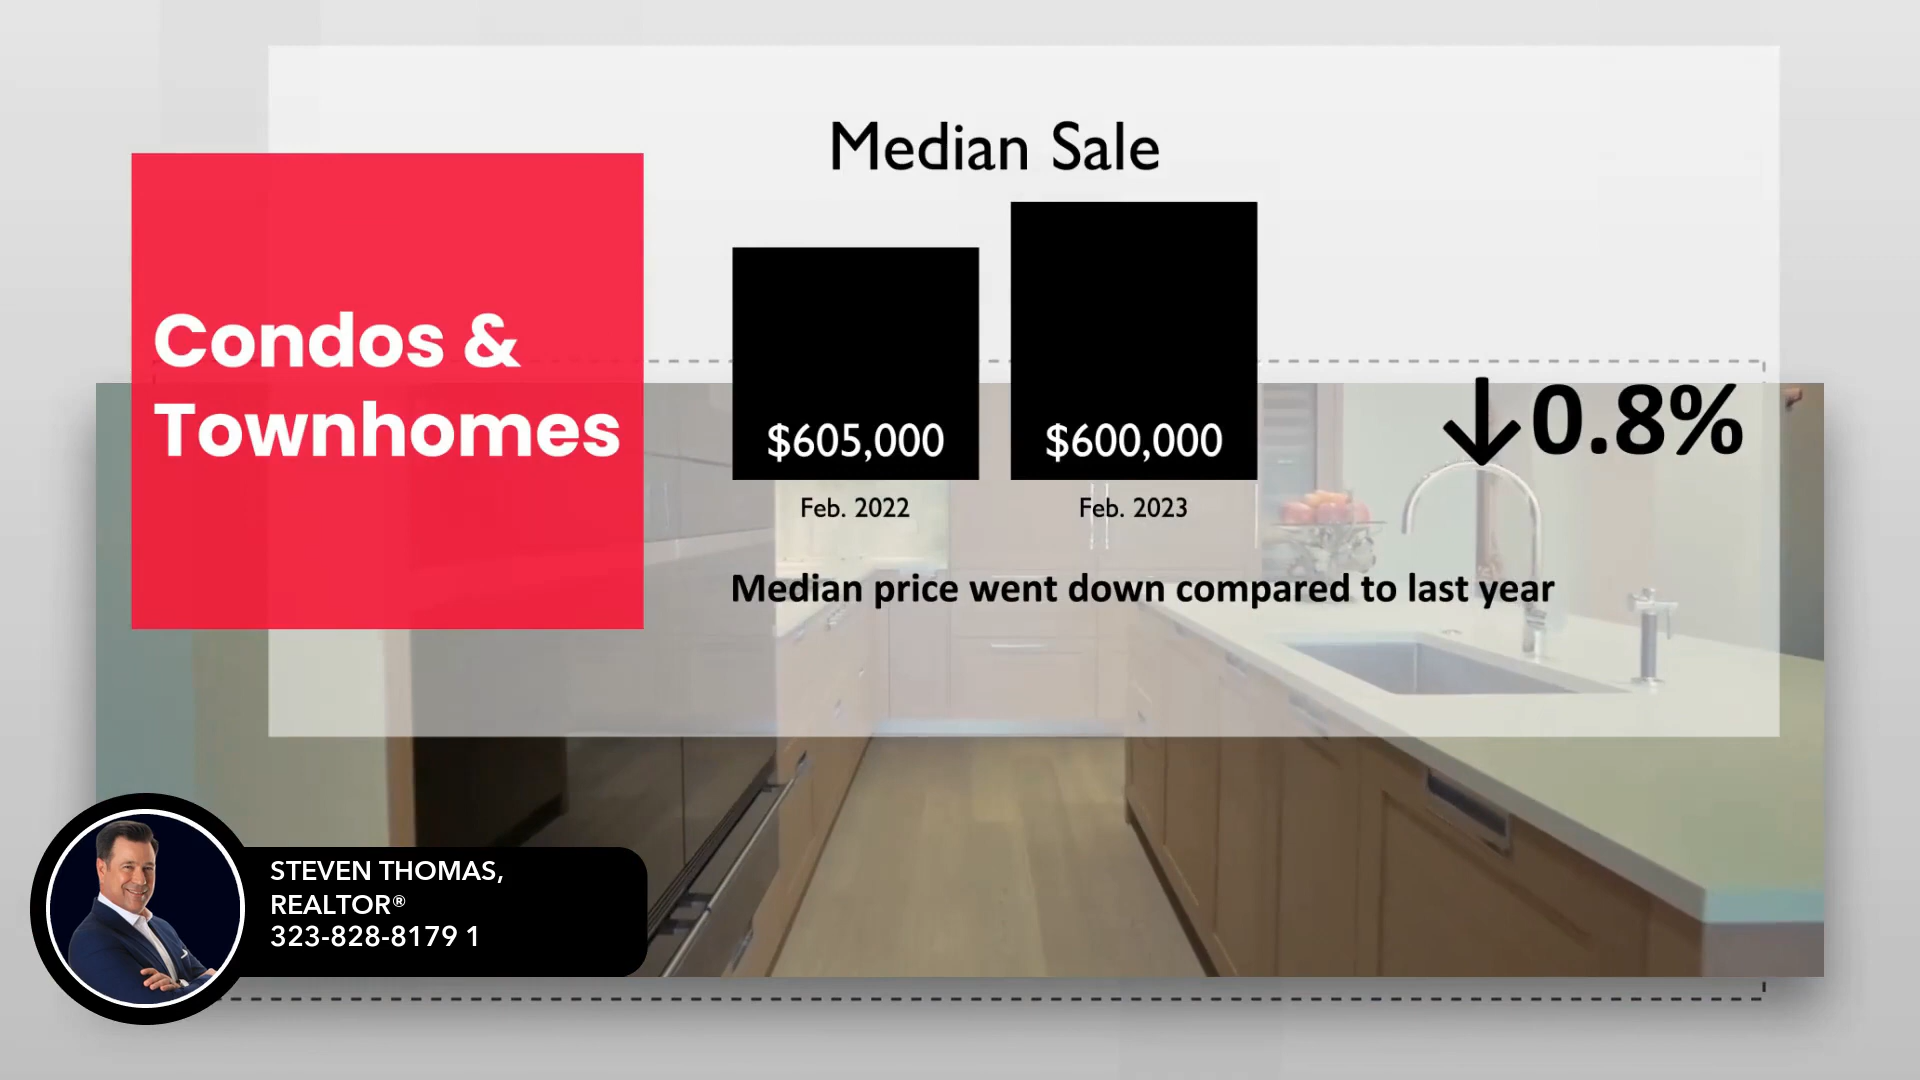 Median Sale
Condos &
Townhomes
$605,000
$600,000
↓0.8%
Feb. 2022
Feb. 2023
Median price went down compared to last year
STEVEN THOMAS,
REALTOR®
323-828-8179 1